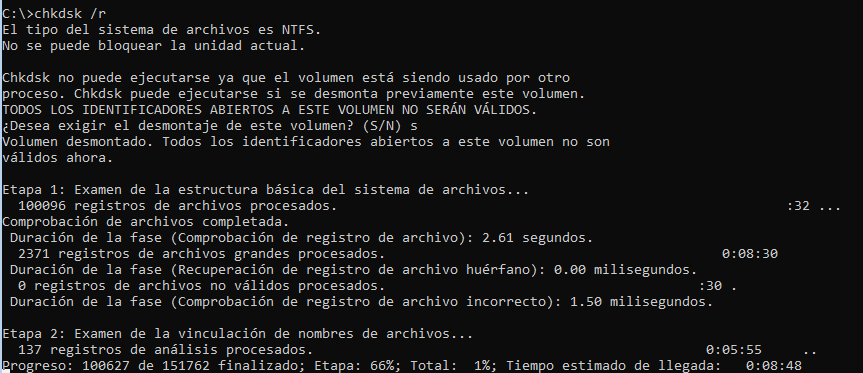 C:\>chkdsk /r
El tipo del sistema de archivos es NTFS.
No se puede bloquear la unidad actual.
Chkdsk no puede ejecutarse ya que el volumen está siendo usado por otro
proceso. Chkdsk puede ejecutarse si se desmonta previamente este volumen.
TODOS LOS IDENTIFICADORES ABIERTOS A ESTE VOLUMEN NO SERÁN VÁLIDOS.
¿Desea exigir el desmontaje de este volumen? (S/N) s
Volumen desmontado. Todos los identificadores abiertos a este volumen no son
válidos ahora.
Etapa 1: Examen de la estructura básica del sistema de archivos...
100096 registros de archivos procesados. :32 ...
Comprobación de archivos completada.
Duración de la fase (Comprobación de registro de archivo): 2.61 segundos.
2371 registros de archivos grandes procesados. 0:08:30
Duración de la fase (Recuperación de registro de archivo huérfano): 0.00 milisegundos.
0 registros de archivos no válidos procesados. :30 .
Duración de la fase (Comprobación de registro de archivo incorrecto): 1.50 milisegundos.
Etapa 2: Examen de la vinculación de nombres de archivos...
137 registros de análisis procesados. 0:05:55 ..
Progreso: 100627 de 151762 finalizado; Etapa: 66%; Total: 1%; Tiempo estimado de llegada: 0:08:48